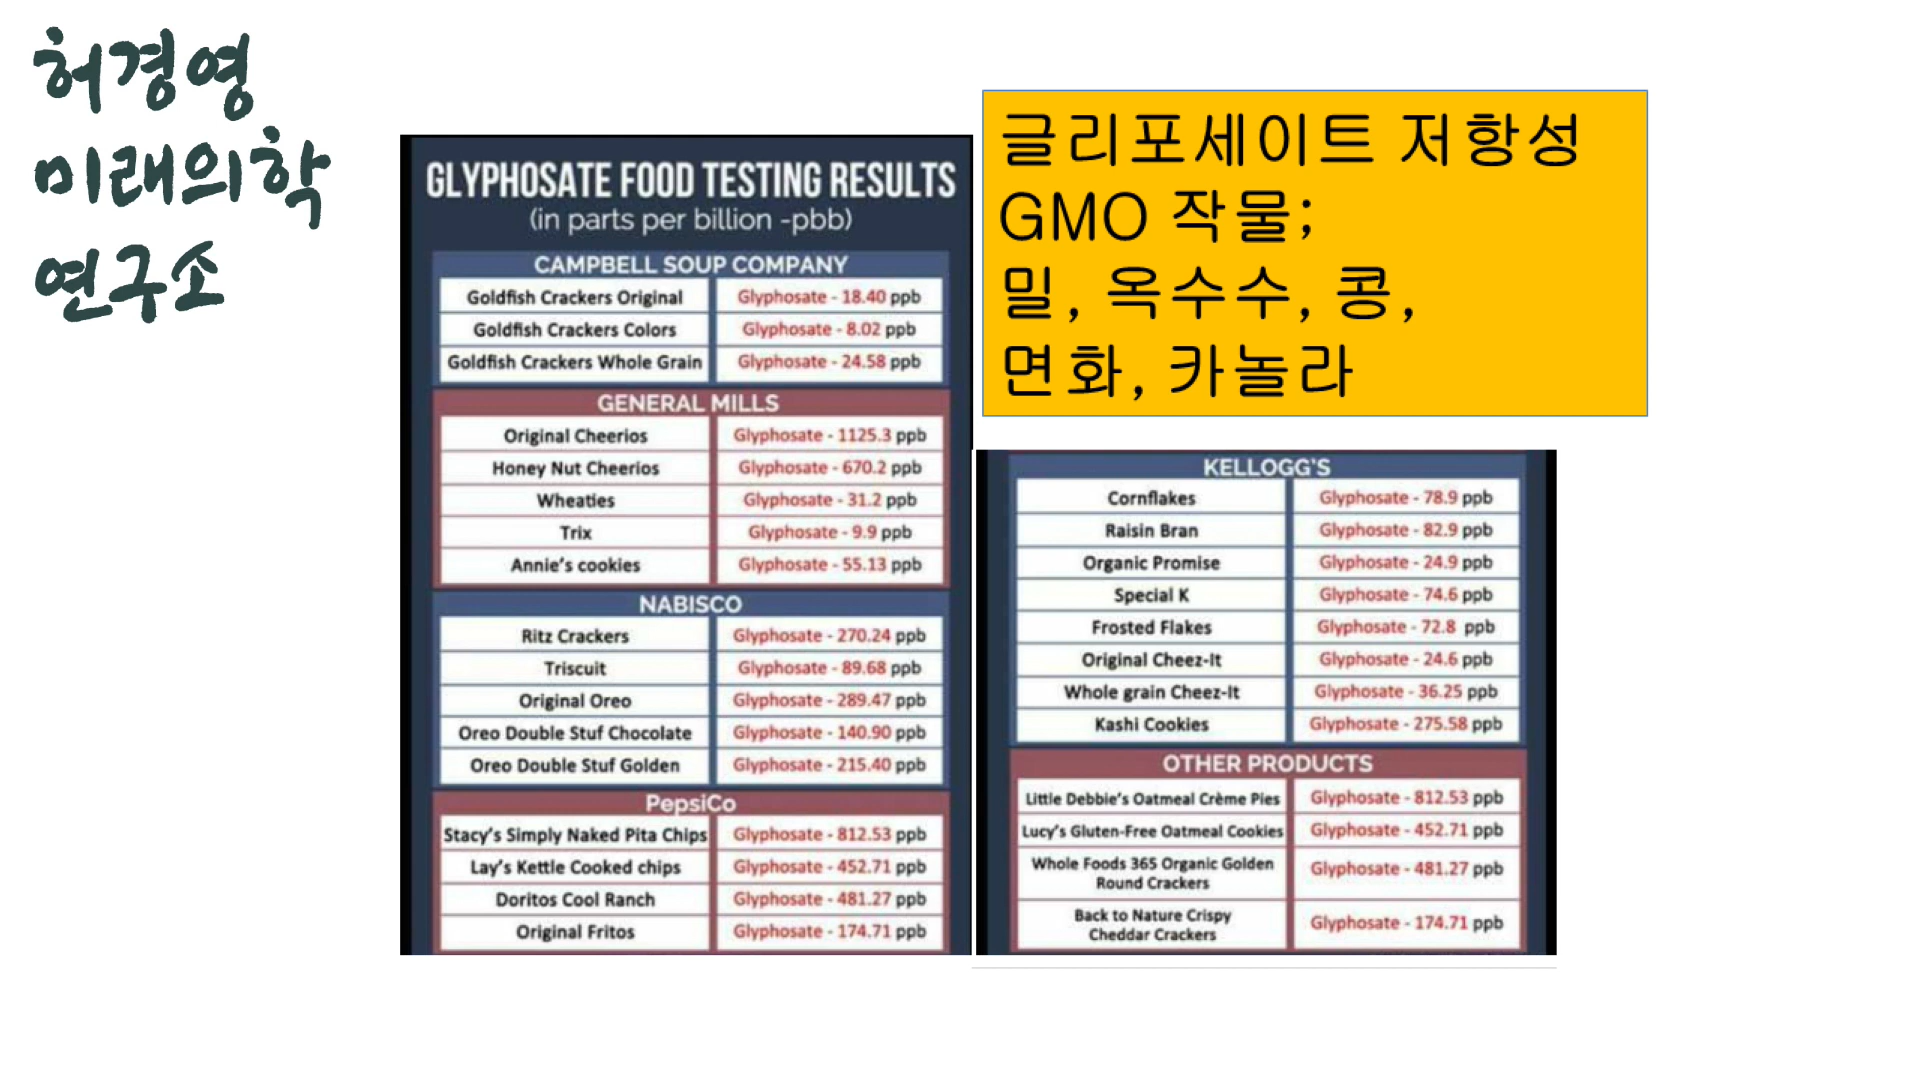 허경영
미래의학
연구소
GLYPHOSATE FOOD TESTING RESULTS
(in parts per billion -pbb)
CAMPBELL SOUP COMPANY
Goldfish Crackers Original Glyphosate - 18.40 ppb
Goldfish Crackers Colors Glyphosate - 8.02 ppb
Goldfish Crackers Whole Grain Glyphosate - 24.58 ppb
GENERAL MILLS
Original Cheerios Glyphosate - 1125.3 ppb
Honey Nut Cheerios Glyphosate - 670.2 ppb
Wheaties Glyphosate - 31.2 ppb
Trix Glyphosate - 9.9 ppb
Annie's cookies Glyphosate - 55.13 ppb
NABISCO
Ritz Crackers Glyphosate - 270.24 ppb
Triscuit Glyphosate - 89.68 ppb
Original Oreo Glyphosate - 289.47 ppb
Oreo Double Stuf Chocolate Glyphosate - 140.90 ppb
Oreo Double Stuf Golden Glyphosate - 215.40 ppb
PepsiCo
Stacy's Simply Naked Pita Chips Glyphosate - 812.53 ppb
Lay's Kettle Cooked chips Glyphosate - 452.71 ppb
Doritos Cool Ranch Glyphosate - 481.27 ppb
Original Fritos Glyphosate - 174.71 ppb
글리포세이트 저항성
GMO 작물;
밀, 옥수수, 콩,
면화, 카놀라
KELLOGG'S
Cornflakes Glyphosate - 78.9 ppb
Raisin Bran Glyphosate - 82.9 ppb
Organic Promise Glyphosate - 24.9 ppb
Special K Glyphosate - 74.6 ppb
Frosted Flakes Glyphosate - 72.8 ppb
Original Cheez-It Glyphosate - 24.6 ppb
Whole grain Cheez-It Glyphosate - 36.25 ppb
Kashi Cookies Glyphosate - 275.58 ppb
OTHER PRODUCTS
Little Debbie's Oatmeal Crème Pies Glyphosate - 812.53 ppb
Lucy's Gluten-Free Oatmeal Cookies Glyphosate - 452.71 ppb
Whole Foods 365 Organic Golden
Round Crackers Glyphosate - 481.27 ppb
Back to Nature Crispy
Cheddar Crackers Glyphosate - 174.71 ppb